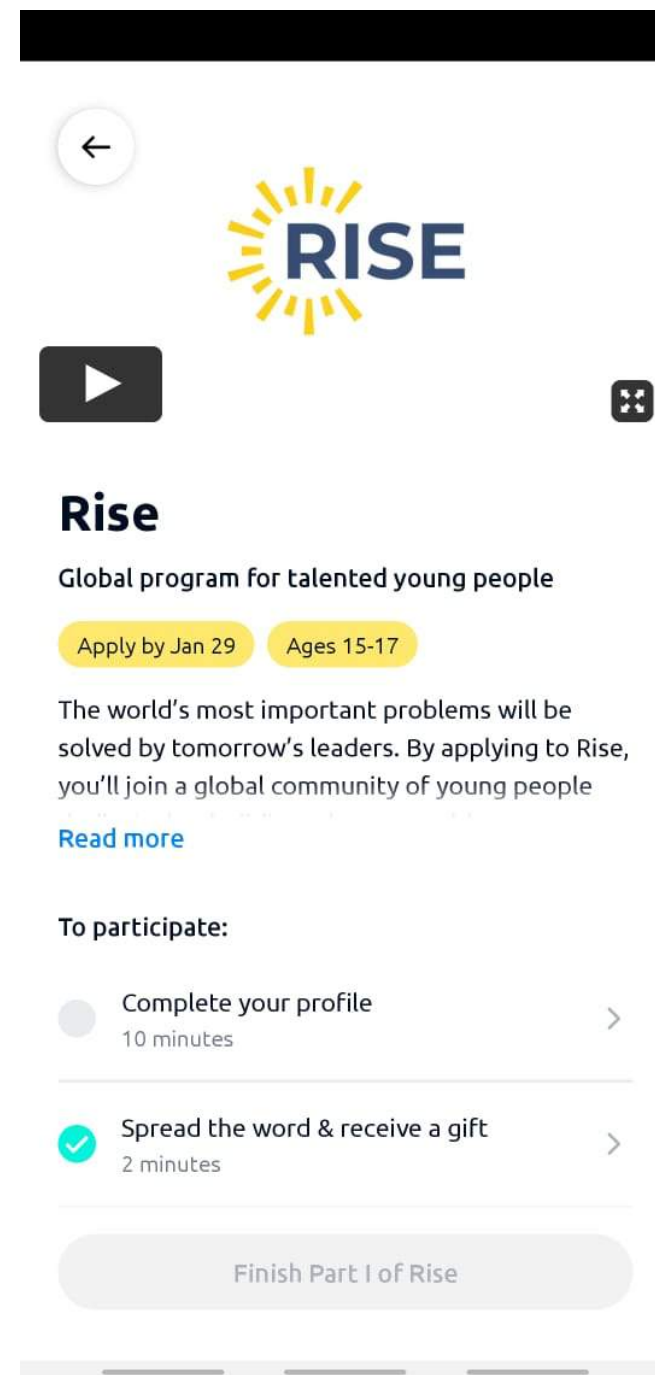 RISE
Rise
Global program for talented young people
Apply by Jan 29
Ages 15-17
The world’s most important problems will be
solved by tomorrow’s leaders. By applying to Rise,
you’ll join a global community of young people
Read more
To participate:
Complete your profile
10 minutes
Spread the word & receive a gift
2 minutes
Finish Part I of Rise